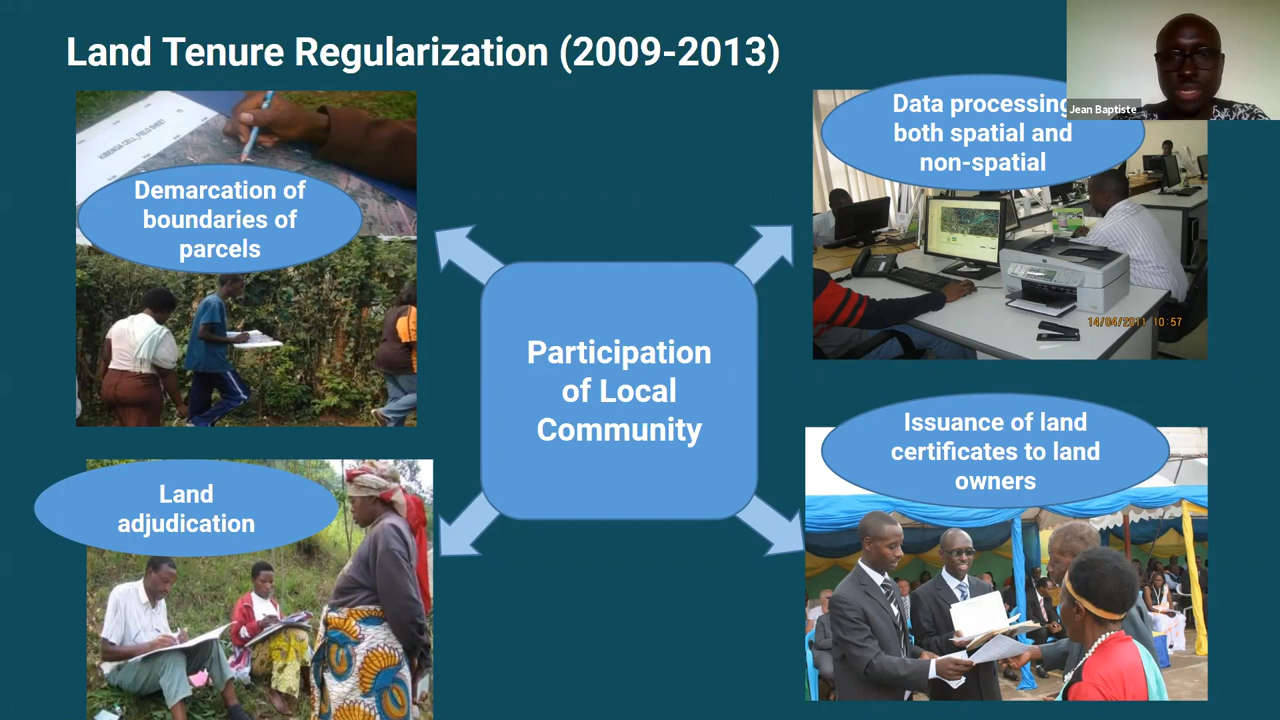 Land Tenure Regularization (2009-2013)
Jean Baptiste
Demarcation of
boundaries of
parcels
Data processing
both spatial and
non-spatial
14/04/2011 10:57
Participation
of Local
Community
Land
adjudication
Issuance of land
certificates to land
owners